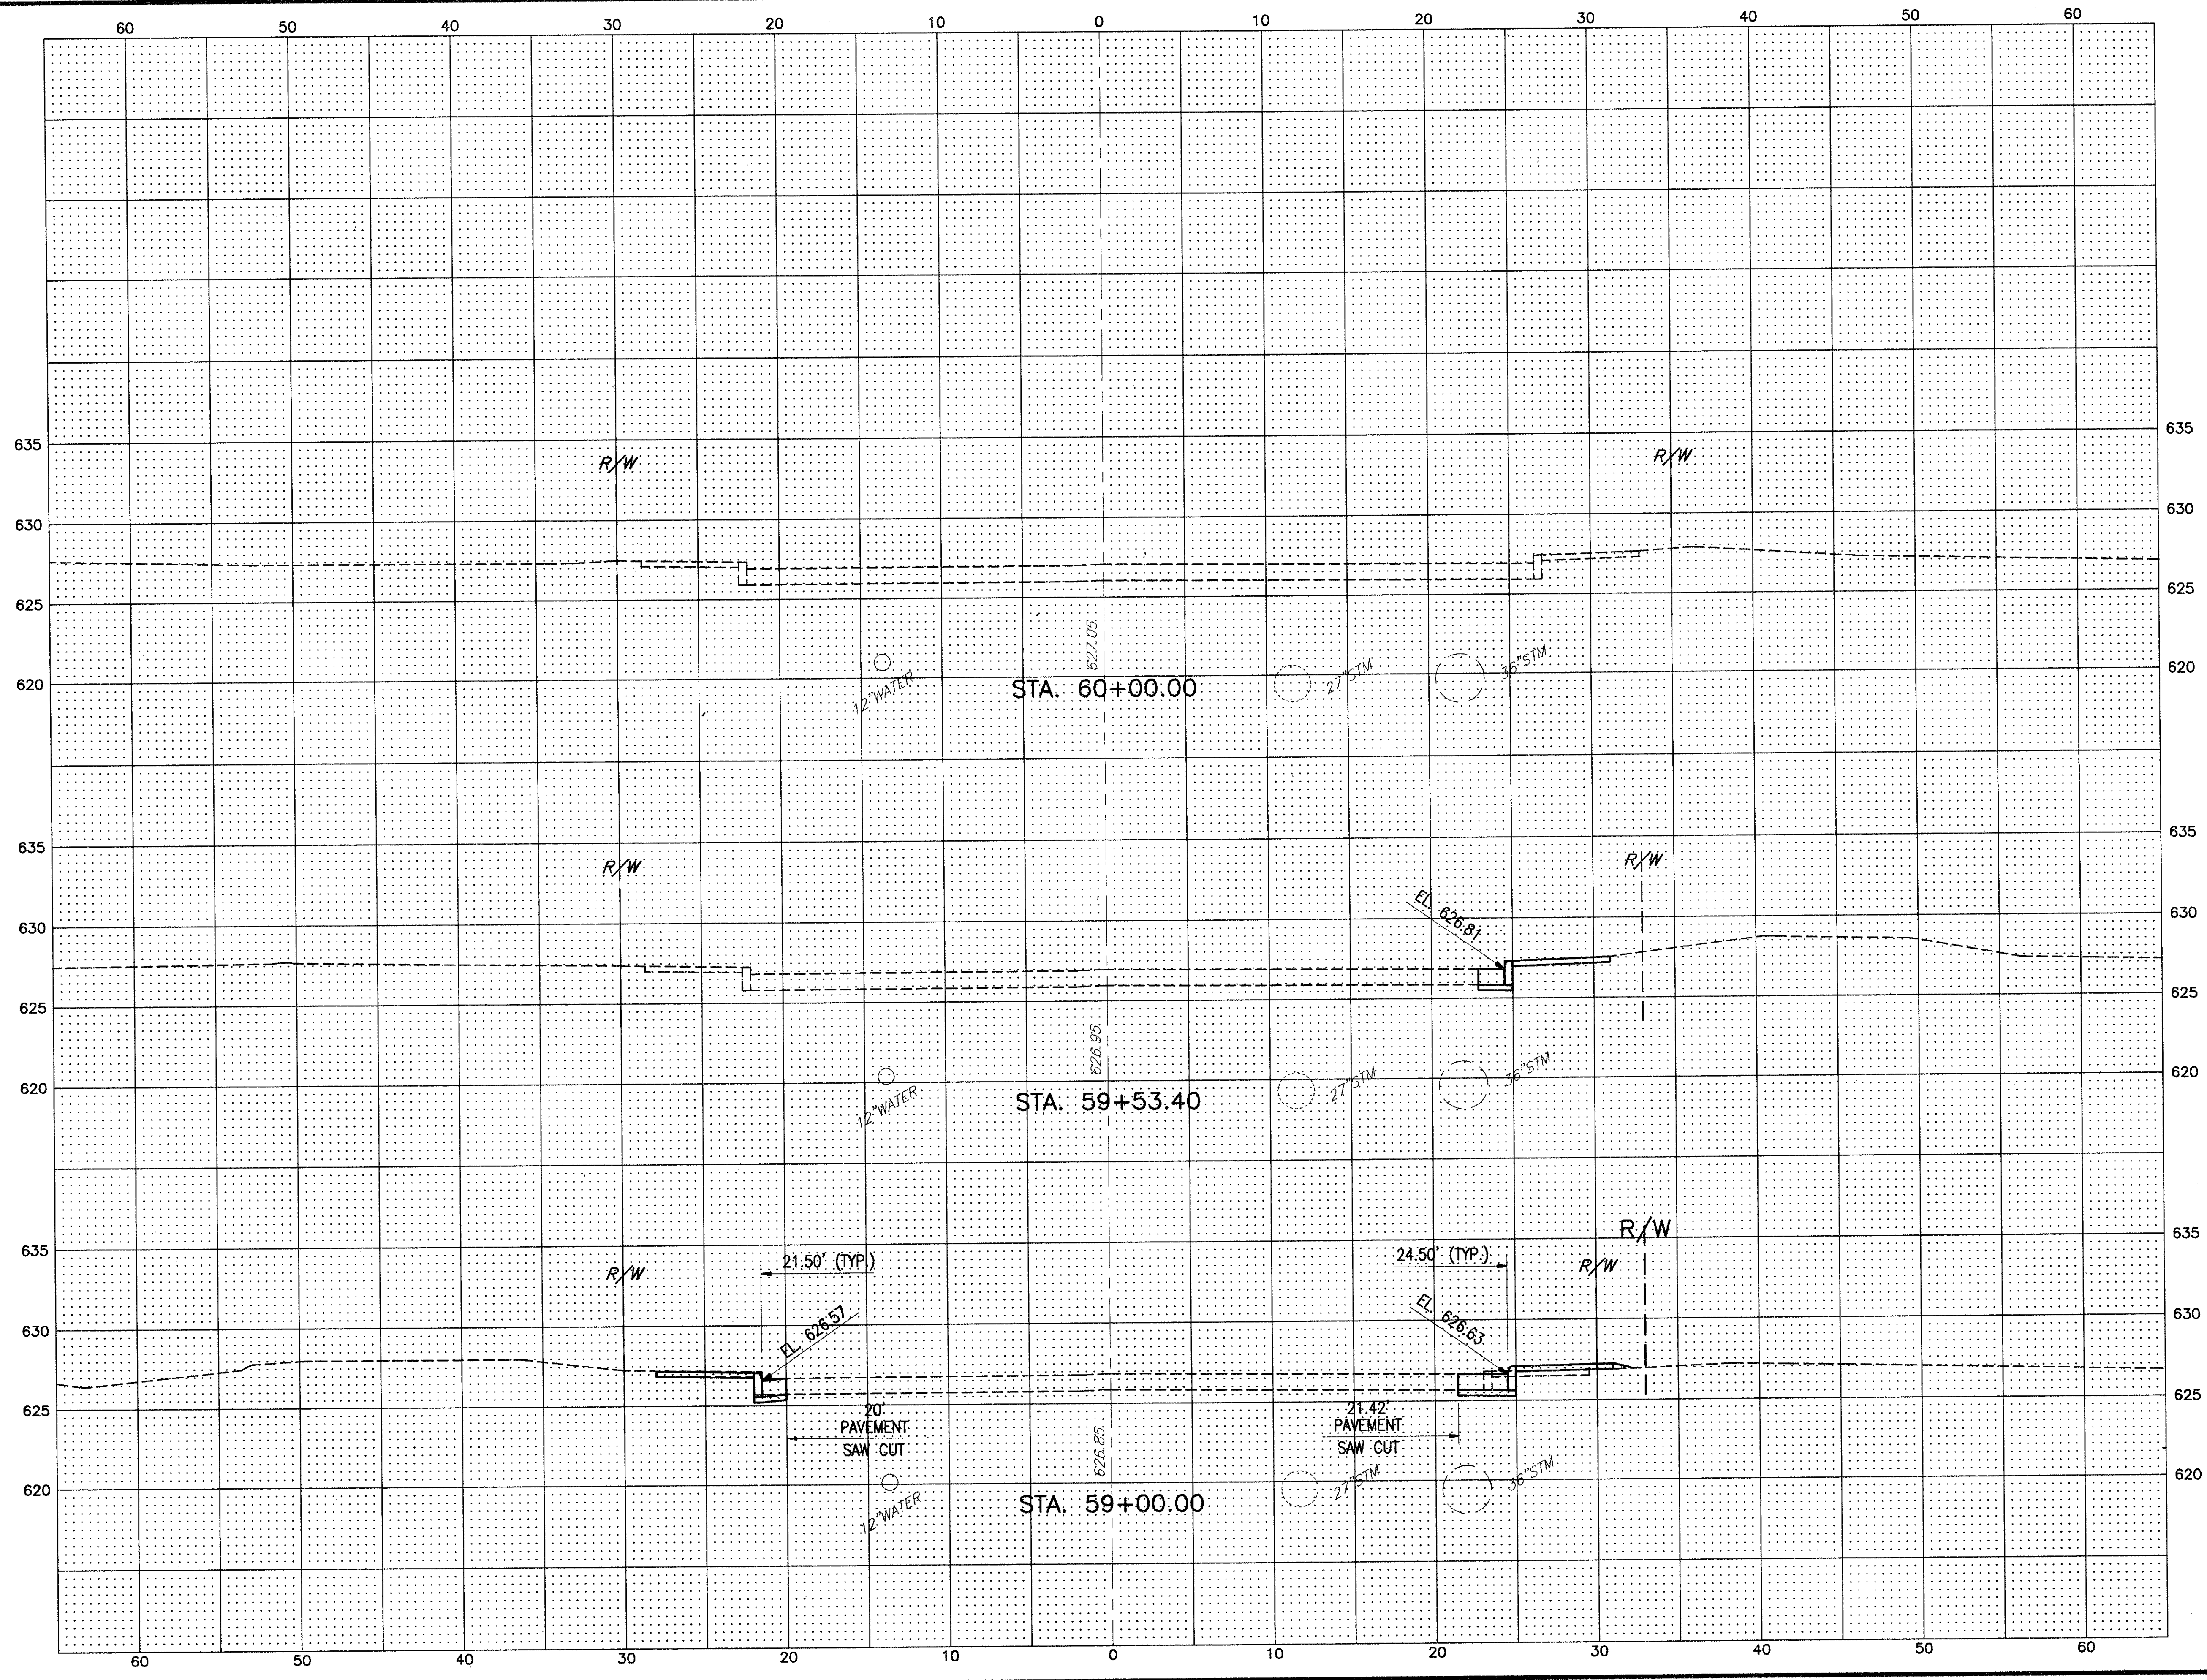 60 50 40 30 20 10 0 10 20 30 40 50 60
635 635
R/W R/W
630 630
625 625
627.05
620 12"WATER STA. 60+00.00 27"STM 36"STM 620
635 635
R/W R/W
EL. 626.81
630 630
625 625
626.95
620 12"WATER STA. 59+53.40 27"STM 36"STM 620
R/W
635 635
21.50' (TYP.) 24.50' (TYP.)
R/W R/W
EL. 626.57 EL. 626.63
630 630
625 625
20' 21.42'
PAVEMENT PAVEMENT
SAW CUT SAW CUT
626.85
620 12"WATER STA. 59+00.00 27"STM 36"STM 620
60 50 40 30 20 10 0 10 20 30 40 50 60